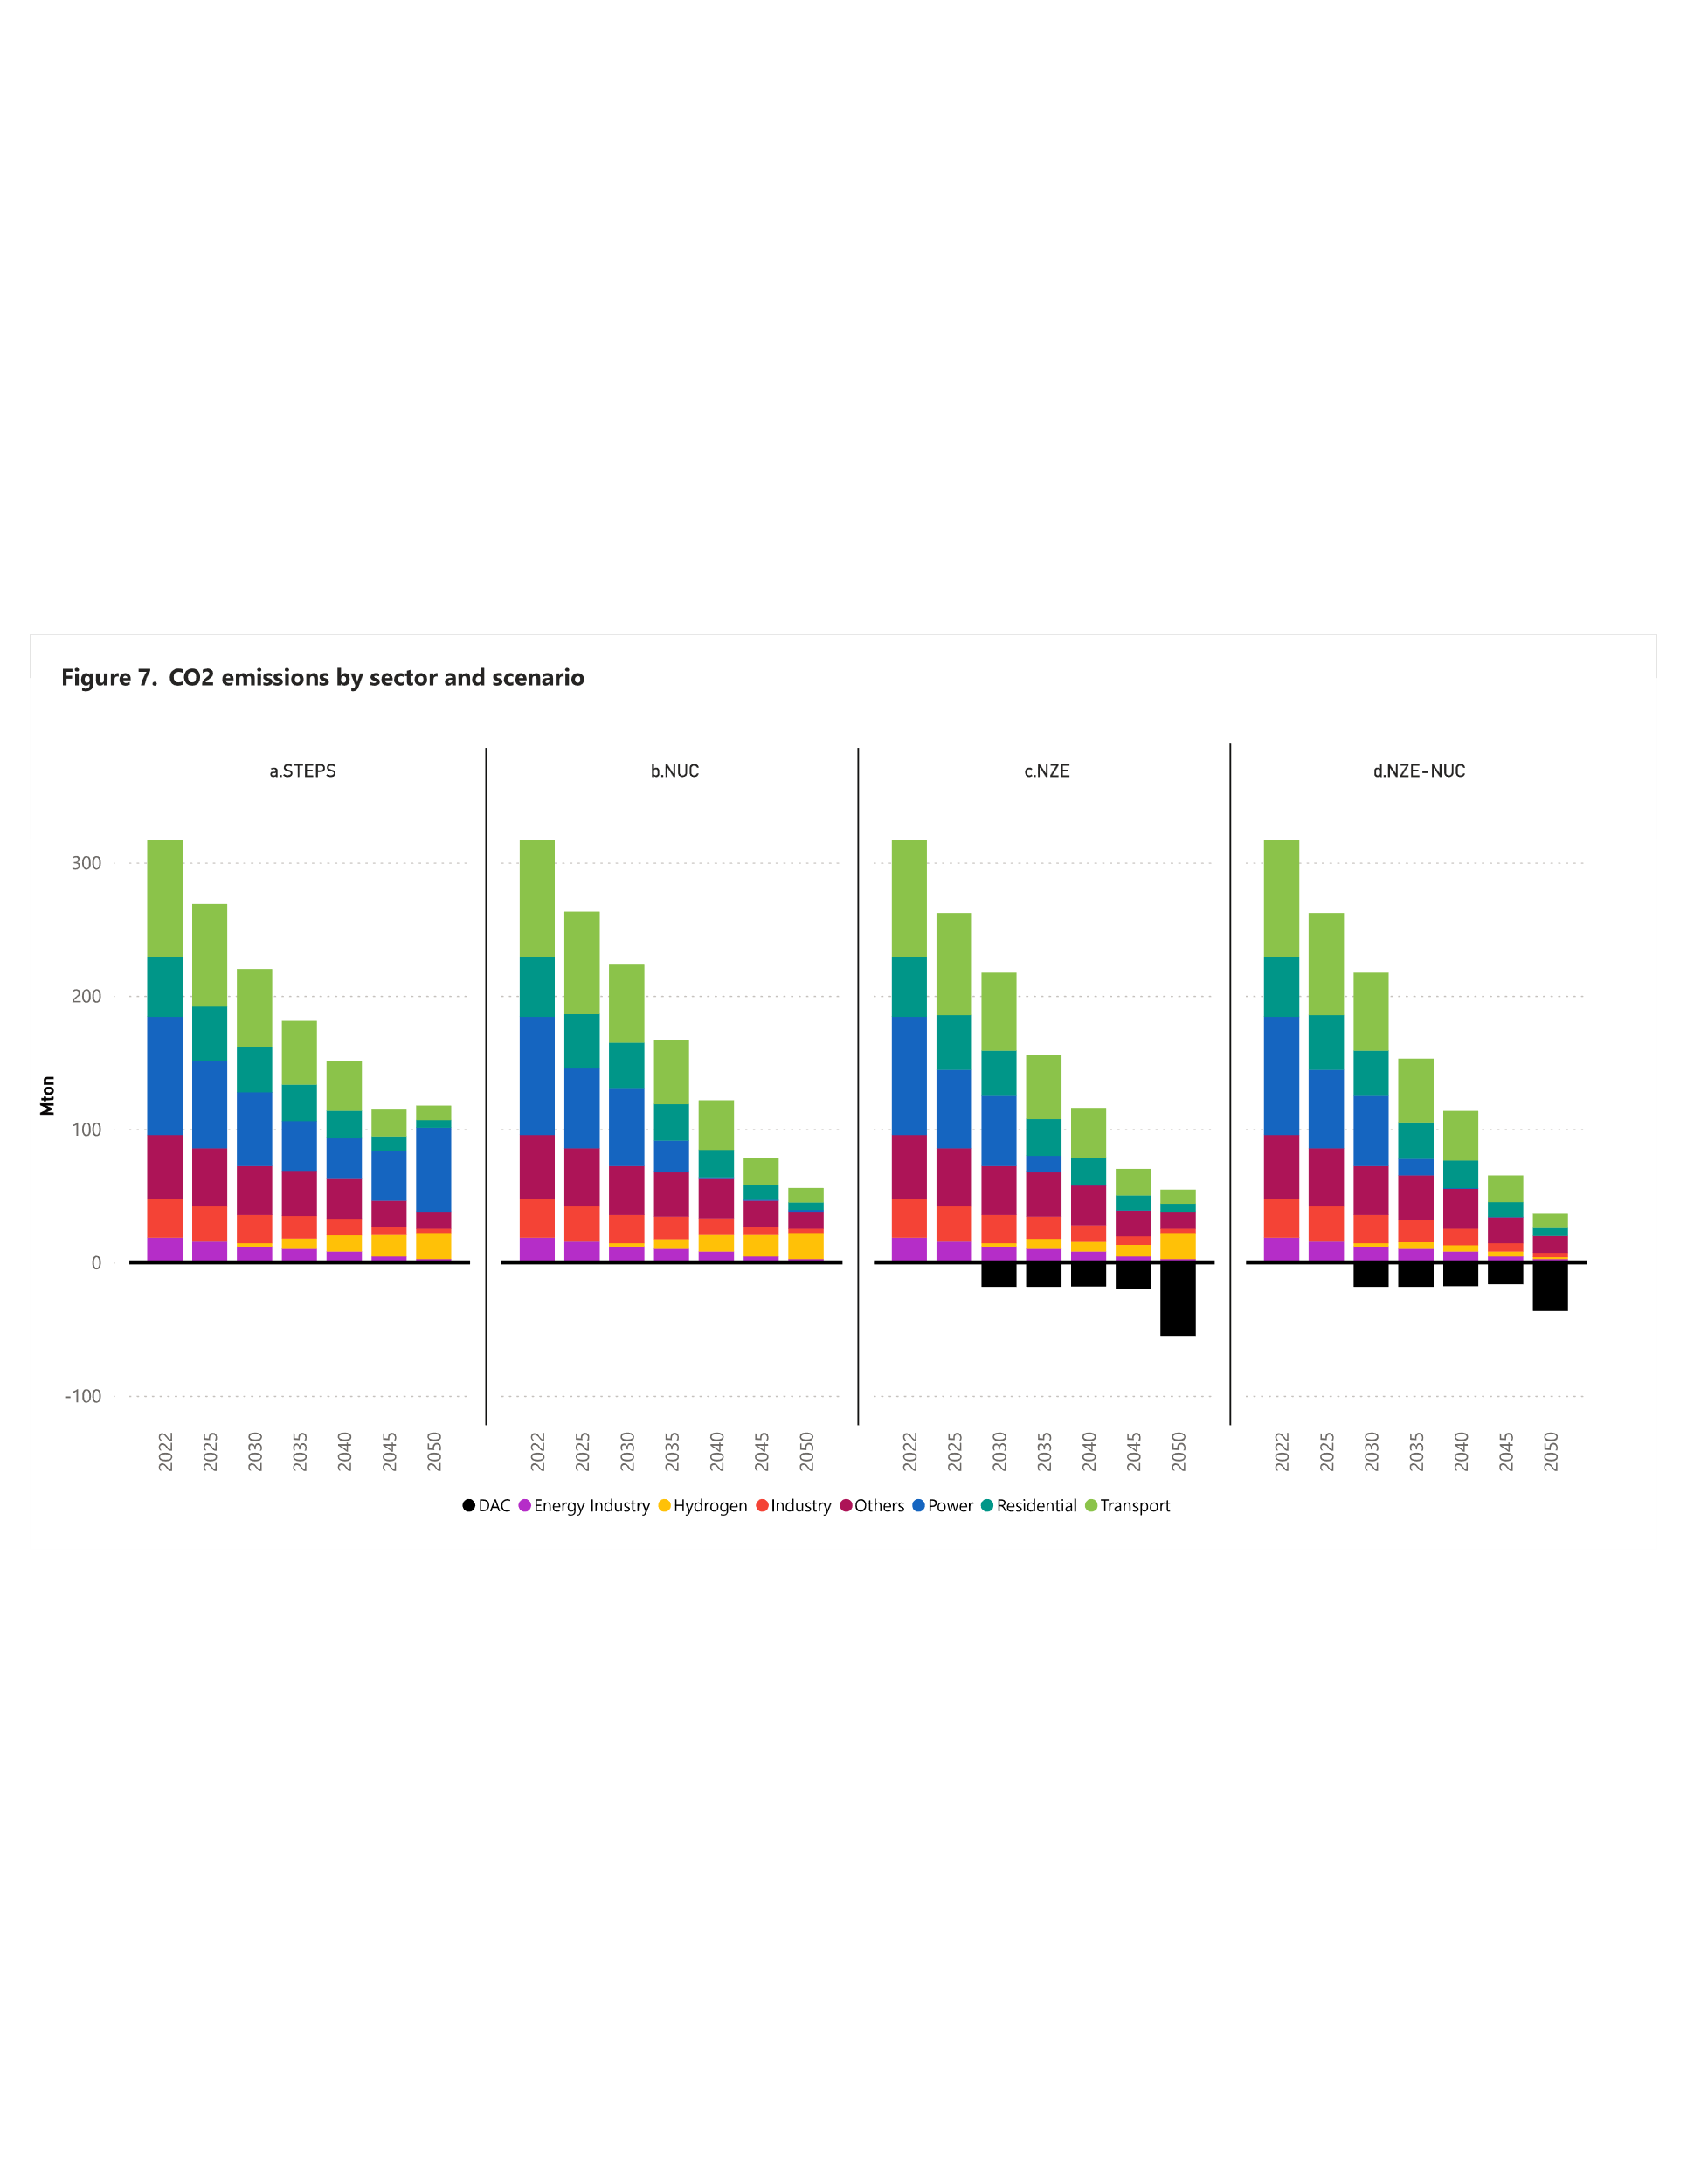 Figure 7. CO2 emissions by sector and scenario
a.STEPS
b.NUC
c.NZE
d.NZE-NUC
300
200
100
0
-100
Mton
2022 2025 2030 2035 2040 2045 2050
2022 2025 2030 2035 2040 2045 2050
2022 2025 2030 2035 2040 2045 2050
2022 2025 2030 2035 2040 2045 2050
DAC Energy Industry Hydrogen Industry Others Power Residential Transport